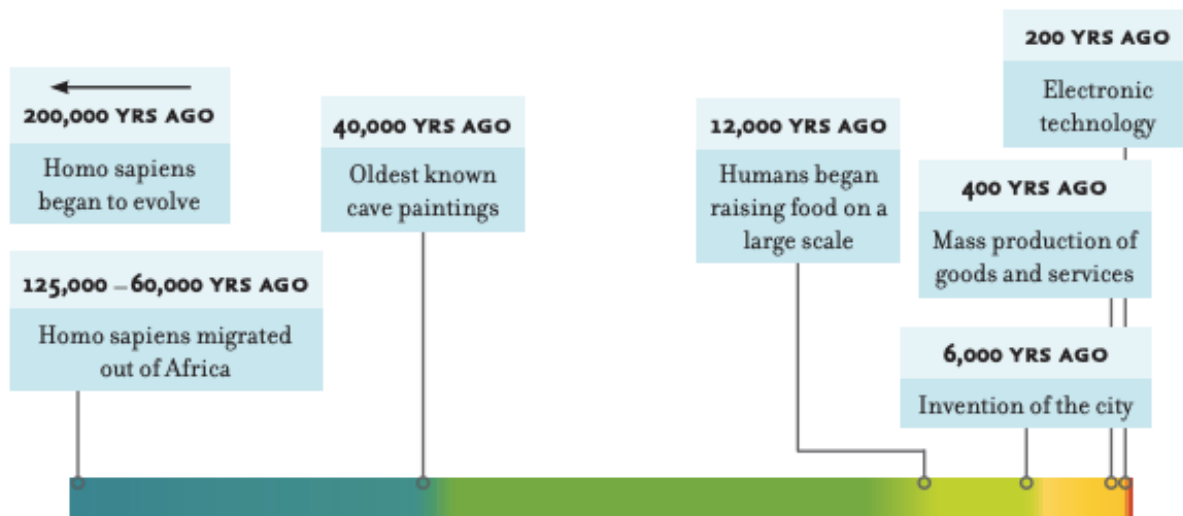 200,000 YRS AGO
Homo sapiens
began to evolve
125,000 – 60,000 YRS AGO
Homo sapiens migrated
out of Africa
40,000 YRS AGO
Oldest known
cave paintings
12,000 YRS AGO
Humans began
raising food on a
large scale
200 YRS AGO
Electronic
technology
400 YRS AGO
Mass production of
goods and services
6,000 YRS AGO
Invention of the city